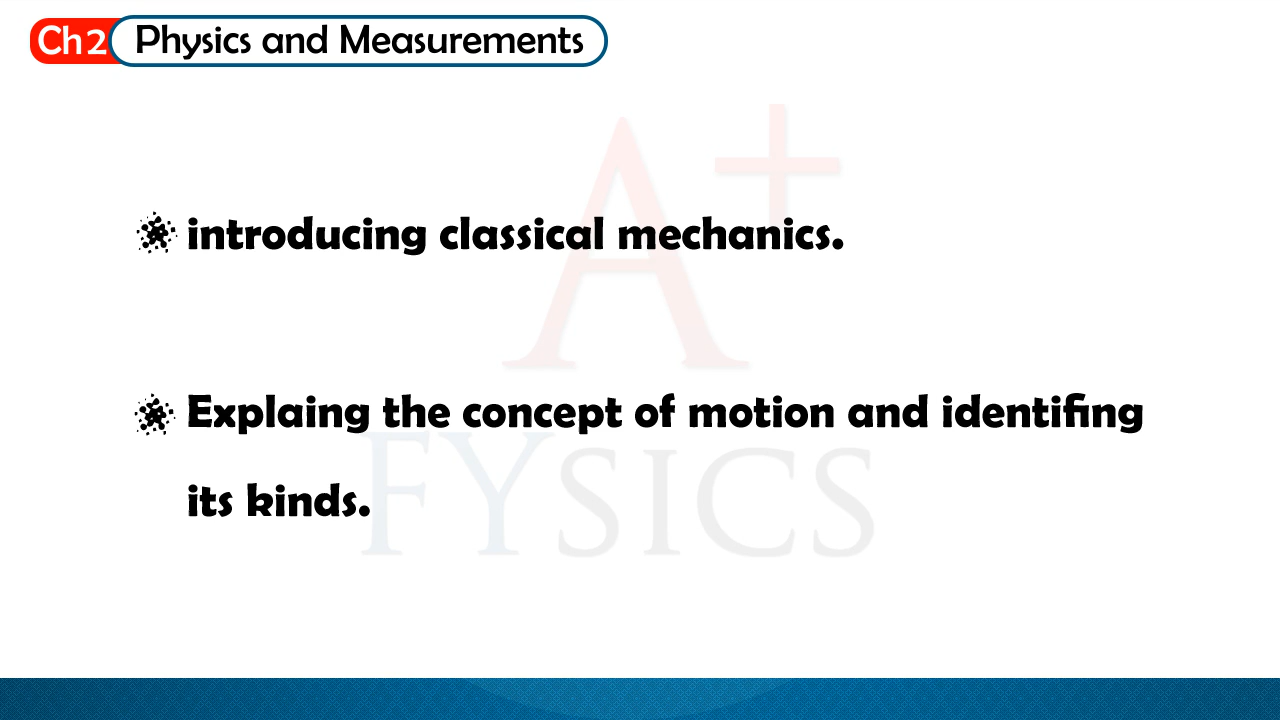 Ch2 Physics and Measurements
A+
introducing classical mechanics.
Explaing the concept of motion and identifing
FYSICS
its kinds.